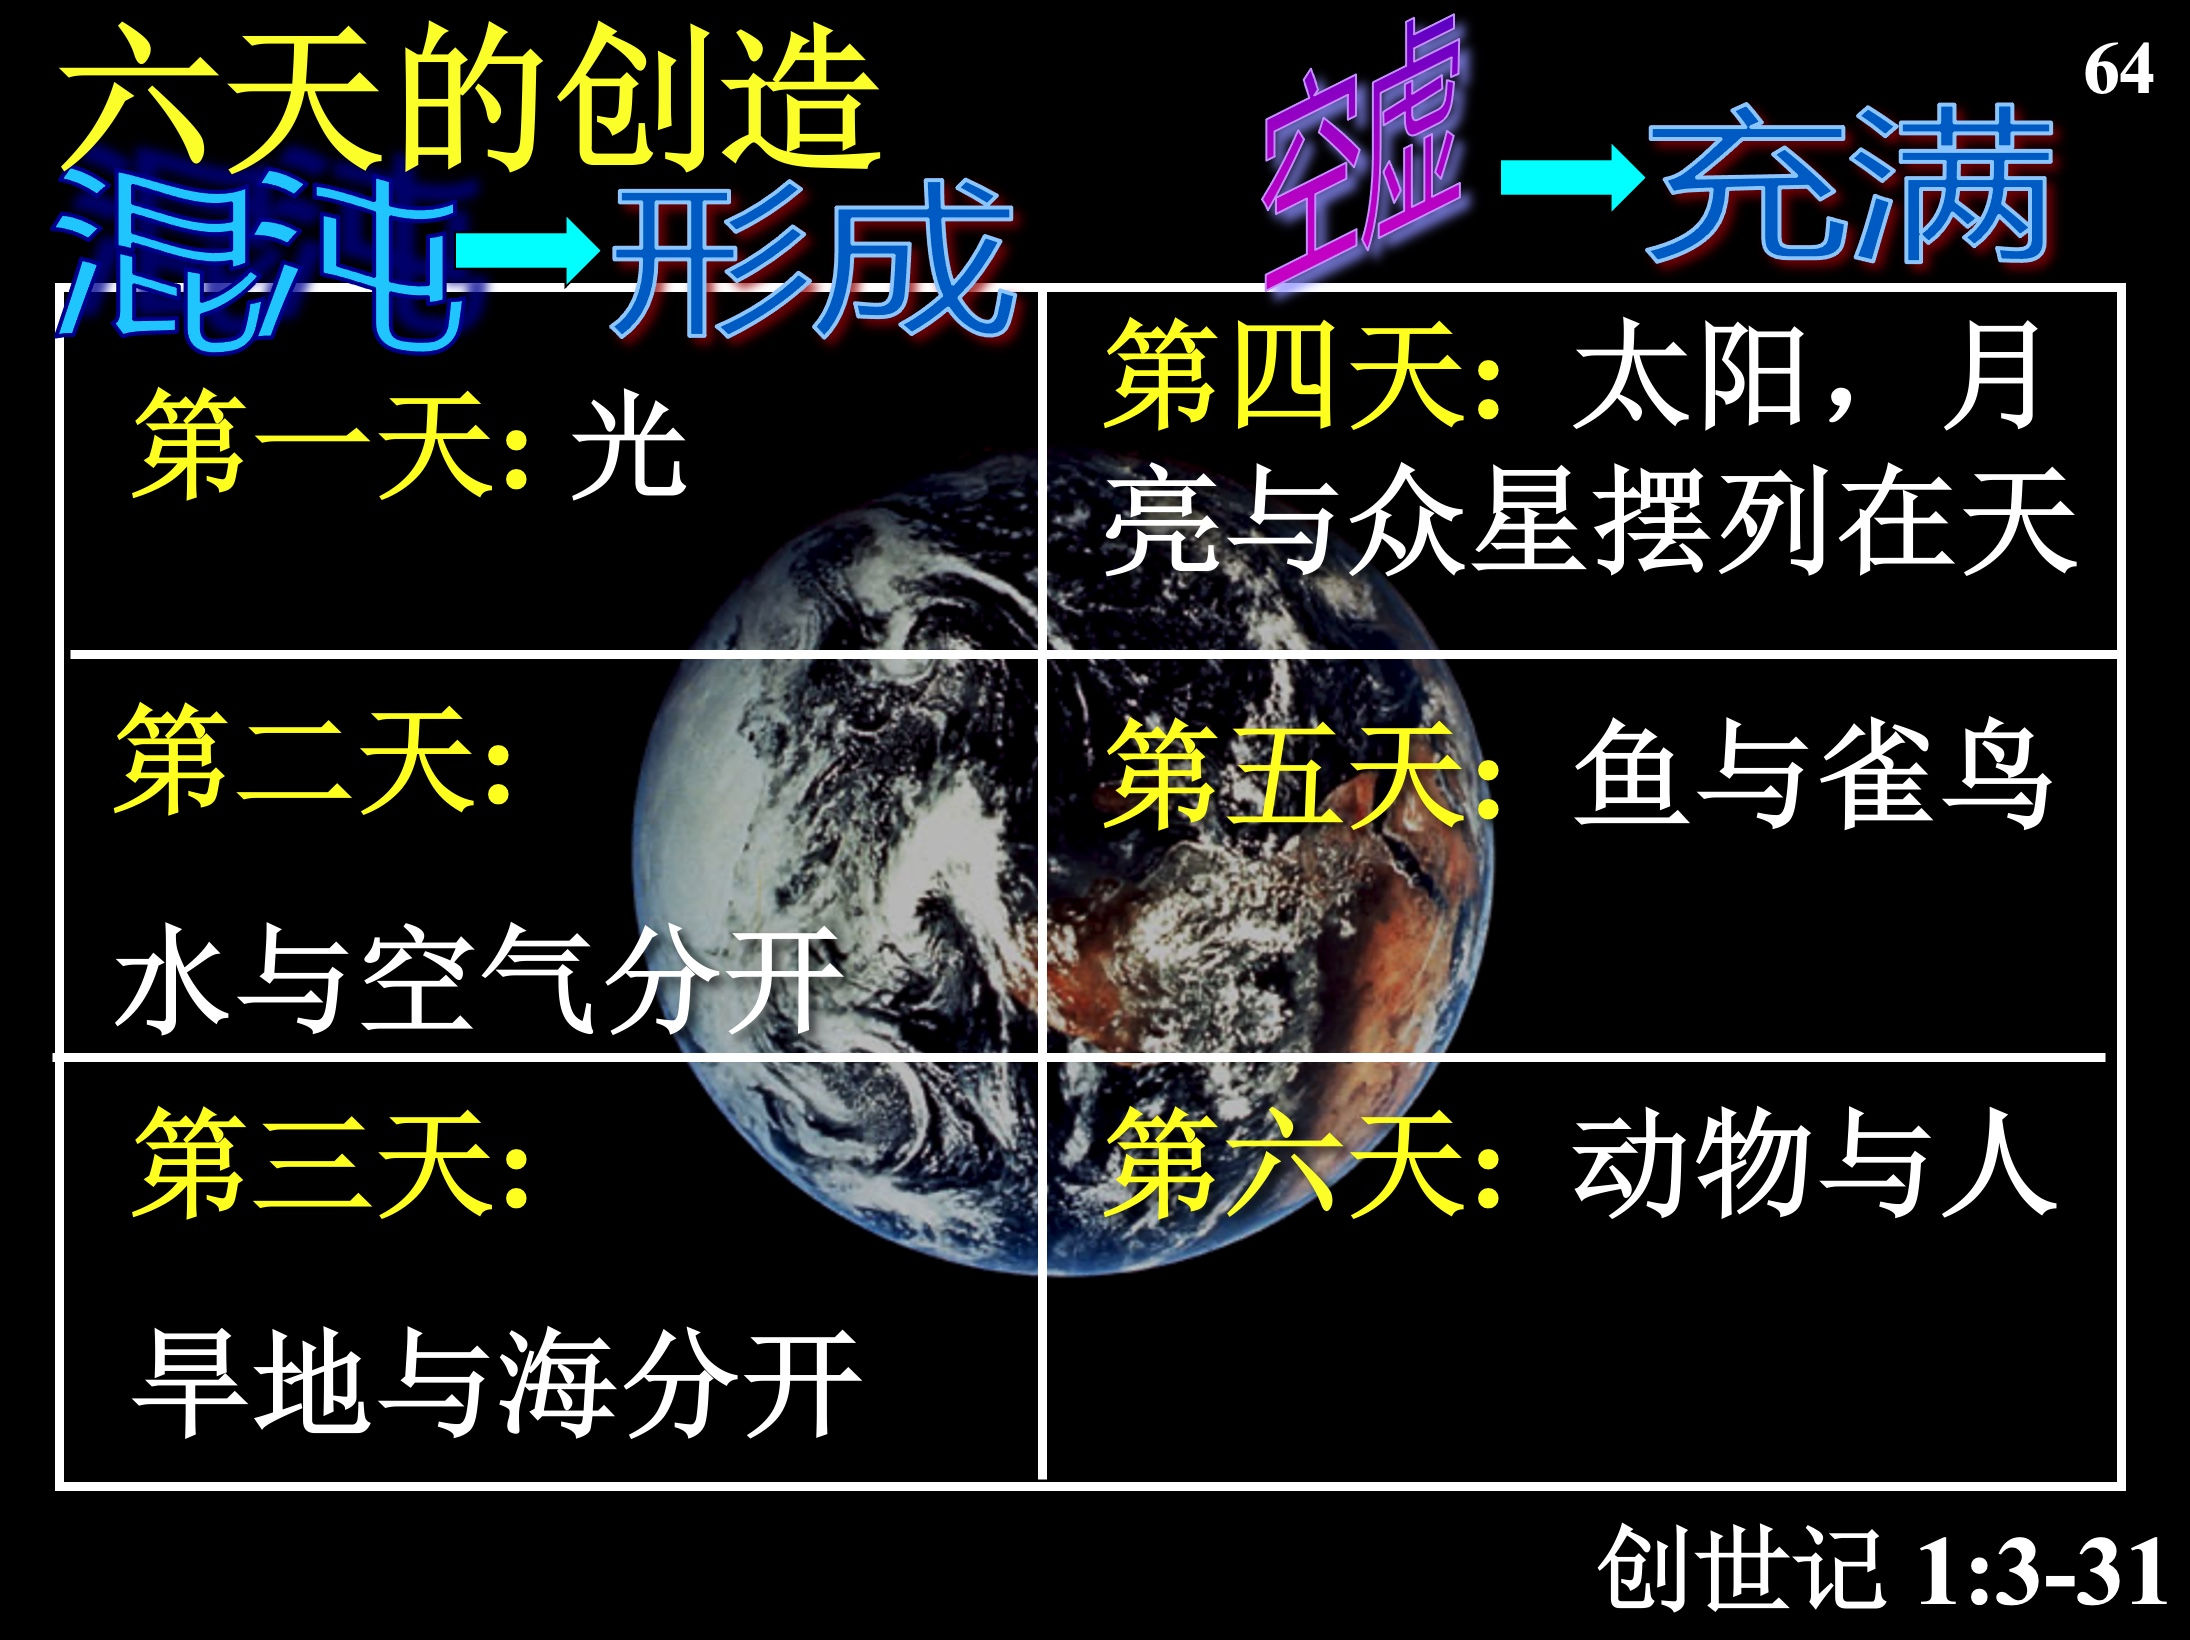 六天的创造
64
混沌→形成
空虚→充满
第一天: 光
第二天:
水与空气分开
第三天:
旱地与海分开
第四天: 太阳，月
亮与众星摆列在天
第五天: 鱼与雀鸟
第六天: 动物与人
创世记 1:3-31